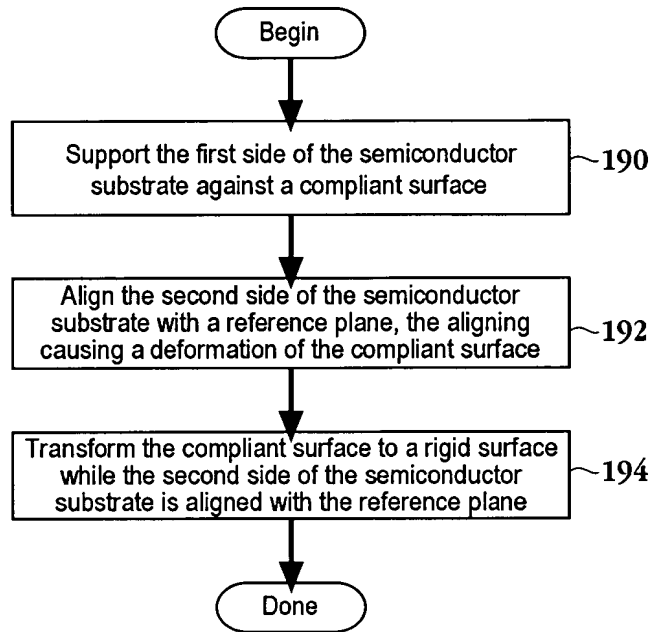 Begin
Support the first side of the semiconductor
substrate against a compliant surface
190
Align the second side of the semiconductor
substrate with a reference plane, the aligning
causing a deformation of the compliant surface
192
Transform the compliant surface to a rigid surface
while the second side of the semiconductor
substrate is aligned with the reference plane
194
Done